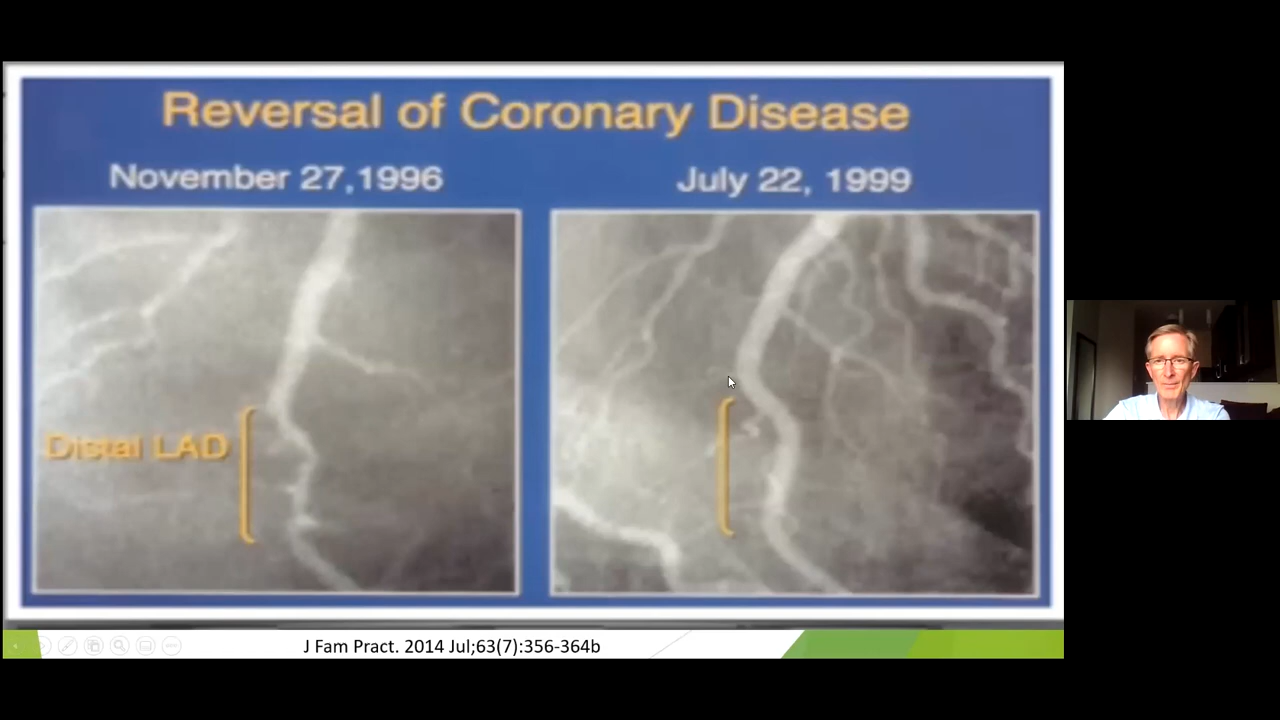 Reversal of Coronary Disease
November 27,1996
July 22, 1999
Distal LAD
J Fam Pract. 2014 Jul;63(7):356-364b